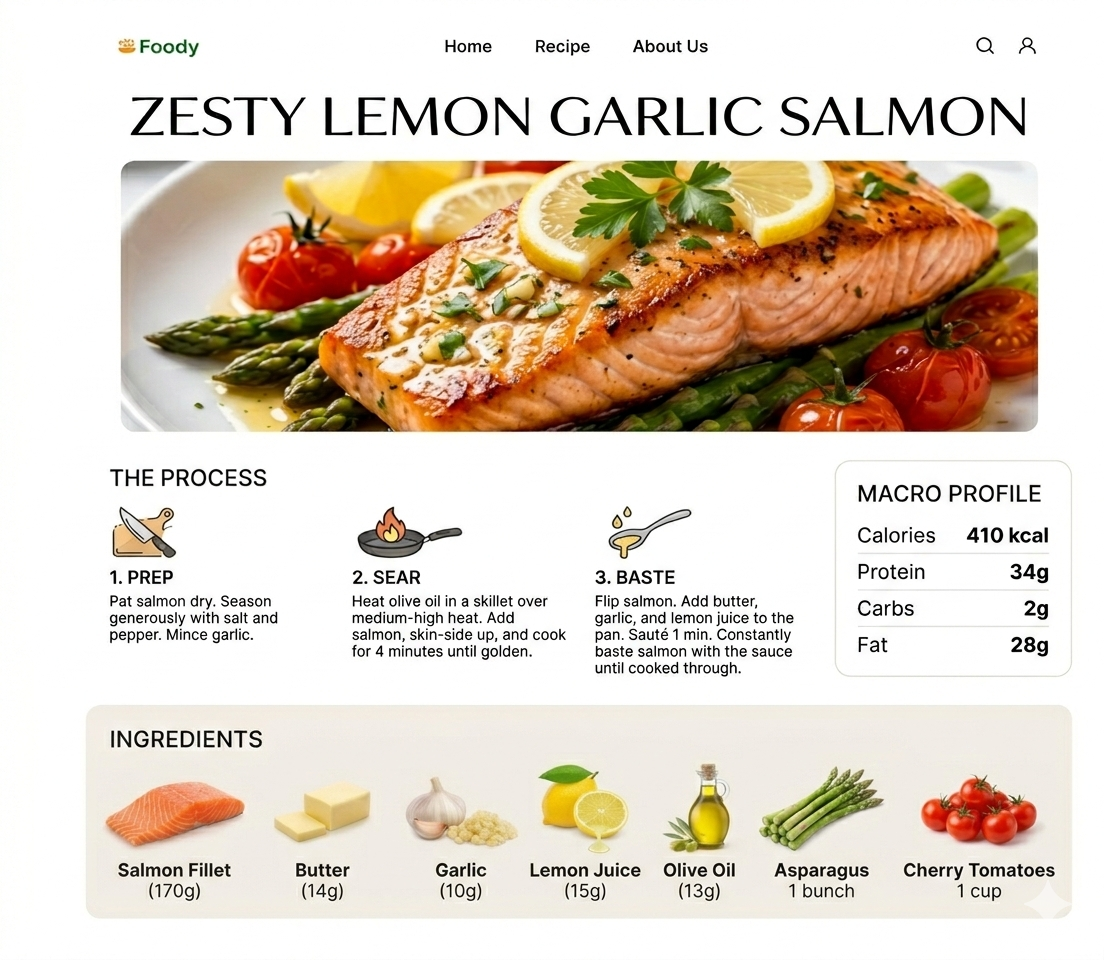 Foody
Home Recipe About Us
ZESTY LEMON GARLIC SALMON
THE PROCESS
1. PREP
Pat salmon dry. Season
generously with salt and
pepper. Mince garlic.
2. SEAR
Heat olive oil in a skillet over
medium-high heat. Add
salmon, skin-side up, and cook
for 4 minutes until golden.
3. BASTE
Flip salmon. Add butter,
garlic, and lemon juice to the
pan. Sauté 1 min. Constantly
baste salmon with the sauce
until cooked through.
MACRO PROFILE
Calories 410 kcal
Protein 34g
Carbs 2g
Fat 28g
INGREDIENTS
Salmon Fillet
(170g)
Butter
(14g)
Garlic
(10g)
Lemon Juice
(15g)
Olive Oil
(13g)
Asparagus
1 bunch
Cherry Tomatoes
1 cup